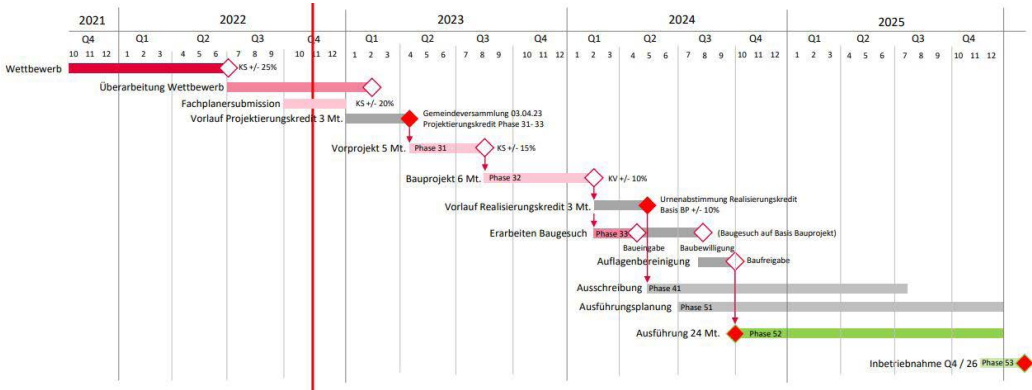 2021 2022 2023 2024 2025
Q4 Q1 Q2 Q3 Q4 Q1 Q2 Q3 Q4 Q1 Q2 Q3 Q4 Q1 Q2 Q3 Q4
10 11 12 1 2 3 4 5 6 7 8 9 10 11 12 1 2 3 4 5 6 7 8 9 10 11 12 1 2 3 4 5 6 7 8 9 10 11 12 1 2 3 4 5 6 7 8 9 10 11 12
Wettbewerb KS +/- 25%
Überarbeitung Wettbewerb
Fachplanersubmission KS +/- 20%
Vorlauf Projektierungskredit 3 Mt. Gemeindeversammlung 03.04.23
Projektierungskredit Phase 31- 33
Vorprojekt 5 Mt. Phase 31 KS +/- 15%
Bauprojekt 6 Mt. Phase 32 KV +/- 10%
Vorlauf Realisierungskredit 3 Mt. Urnenabstimmung Realisierungskredit
Basis BP +/- 10%
Erarbeiten Baugesuch Phase 33 (Baugesuch auf Basis Bauprojekt)
Baueingabe Baubewilligung
Auflagenbereinigung Baufreigabe
Ausschreibung Phase 41
Ausführungsplanung Phase 51
Ausführung 24 Mt. Phase 52
Inbetriebnahme Q4 / 26 Phase 53